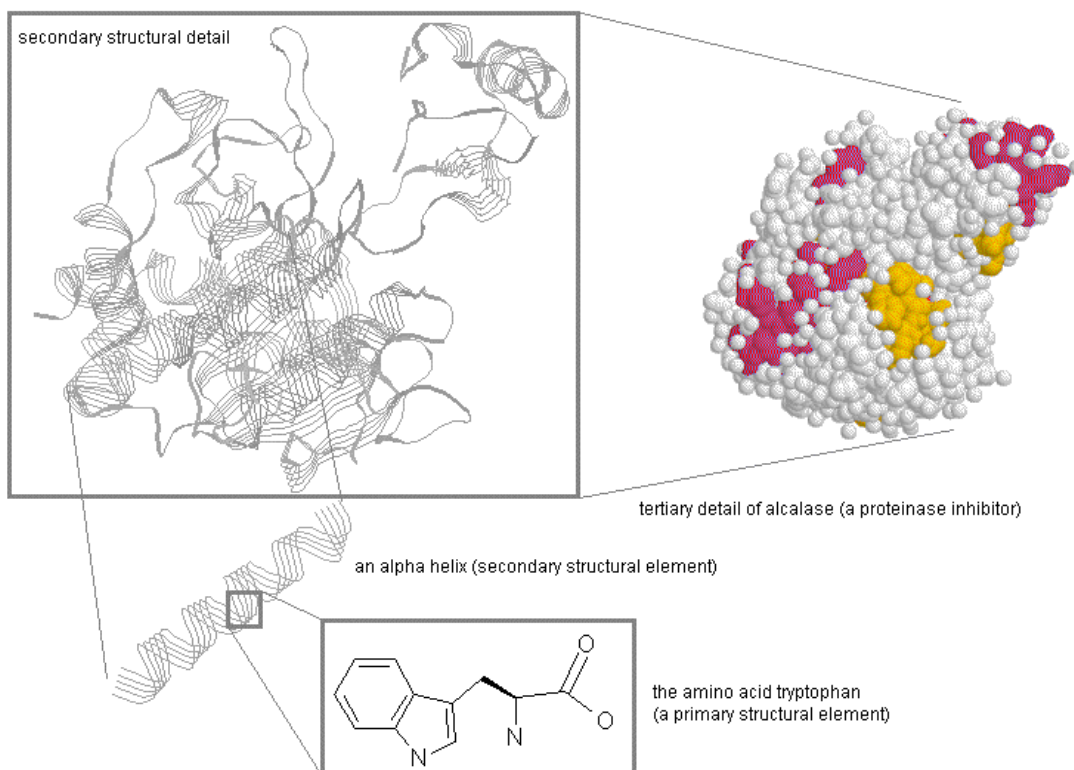 secondary structural detail
tertiary detail of alcalase (a proteinase inhibitor)
an alpha helix (secondary structural element)
O
O
N
N
the amino acid tryptophan
(a primary structural element)